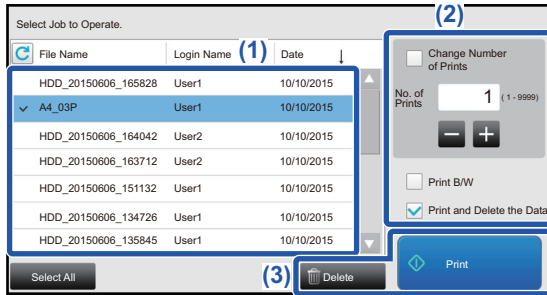 (2)
Select Job to Operate.
File Name Login Name (1) Date ↓
HDD_20150606_165828 User1 10/10/2015
A4_03P User1 10/10/2015
HDD_20150606_164042 User2 10/10/2015
HDD_20150606_163712 User2 10/10/2015
HDD_20150606_151132 User1 10/10/2015
HDD_20150606_134726 User1 10/10/2015
HDD_20150606_135845 User1 10/10/2015
Change Number
of Prints
No. of
Prints
1 (1-9999)
Print B/W
Print and Delete the Data
Select All
(3)
Delete
Print